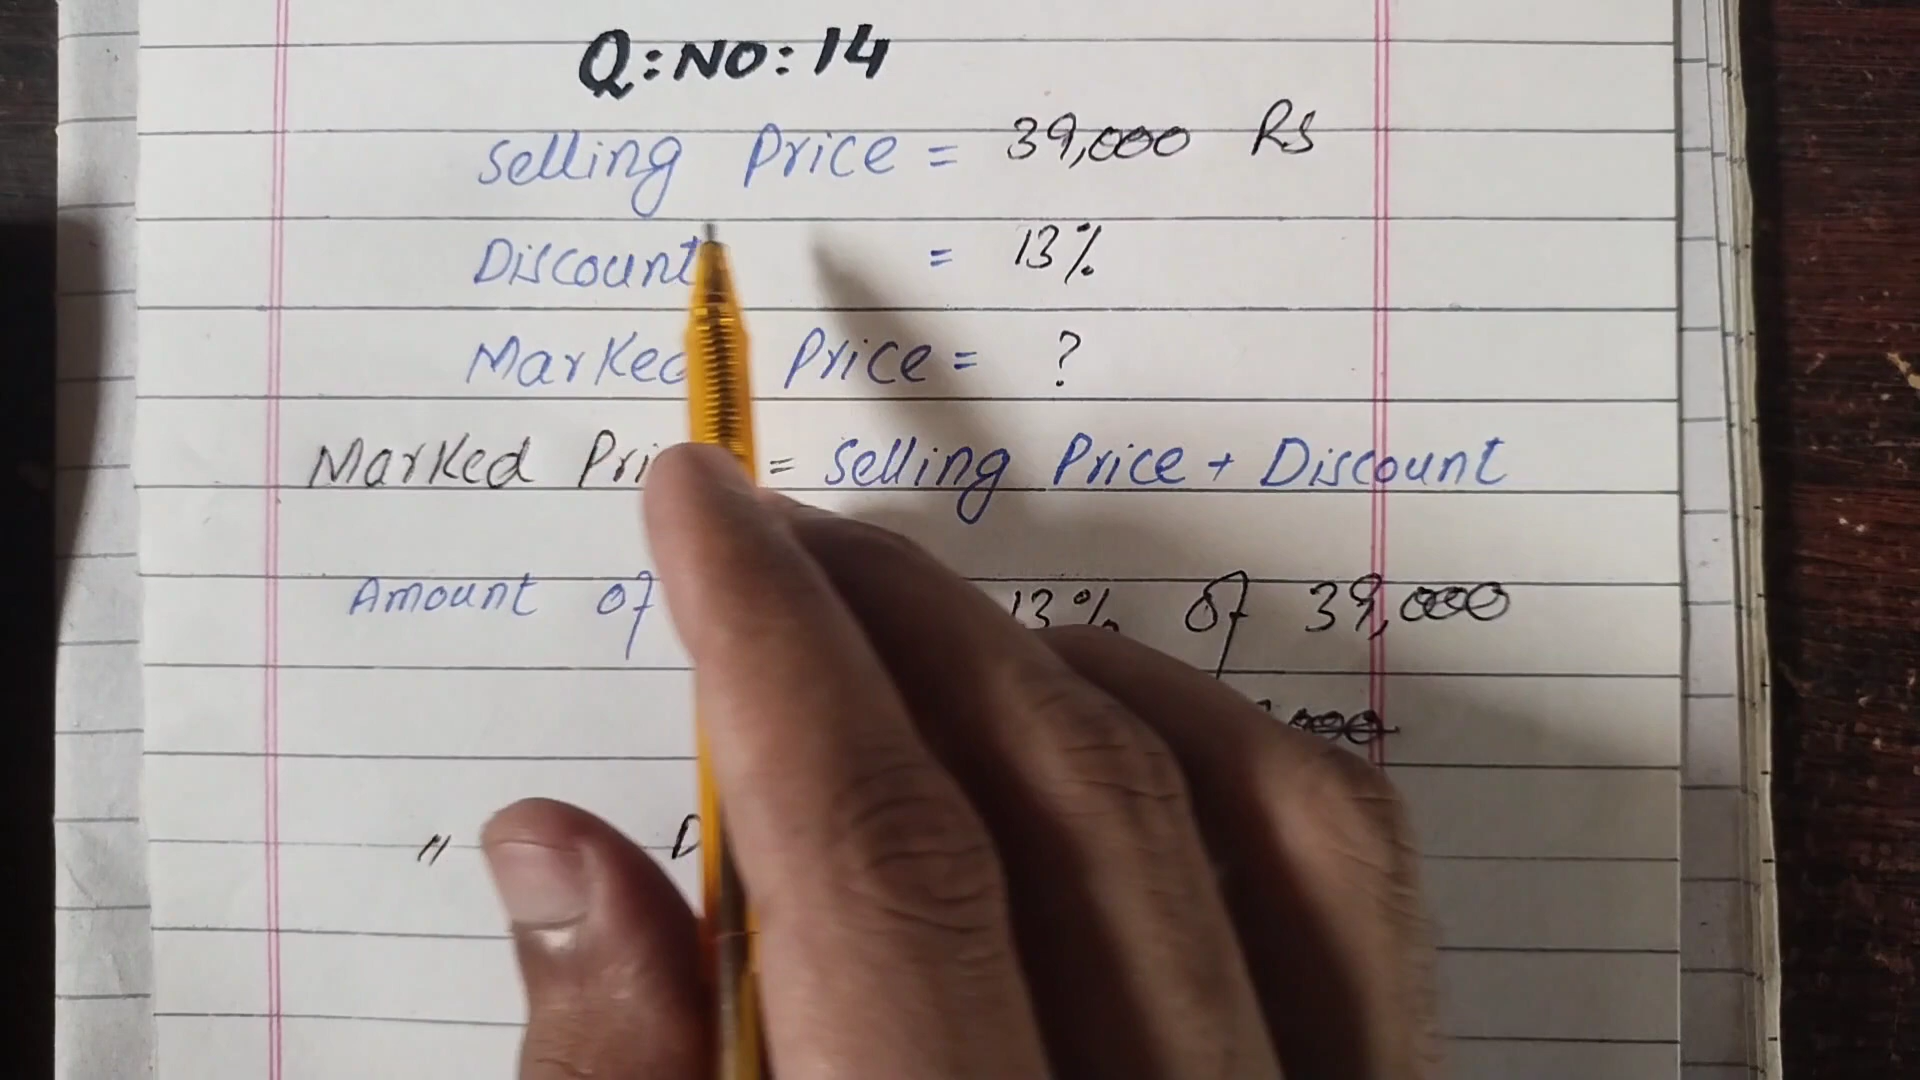 Q:NO:14
Selling Price = 39,000 Rs
Discount = 13%
Marked Price = ?
Marked = Selling Price + Discount
Amount of 13% of 39,000
"